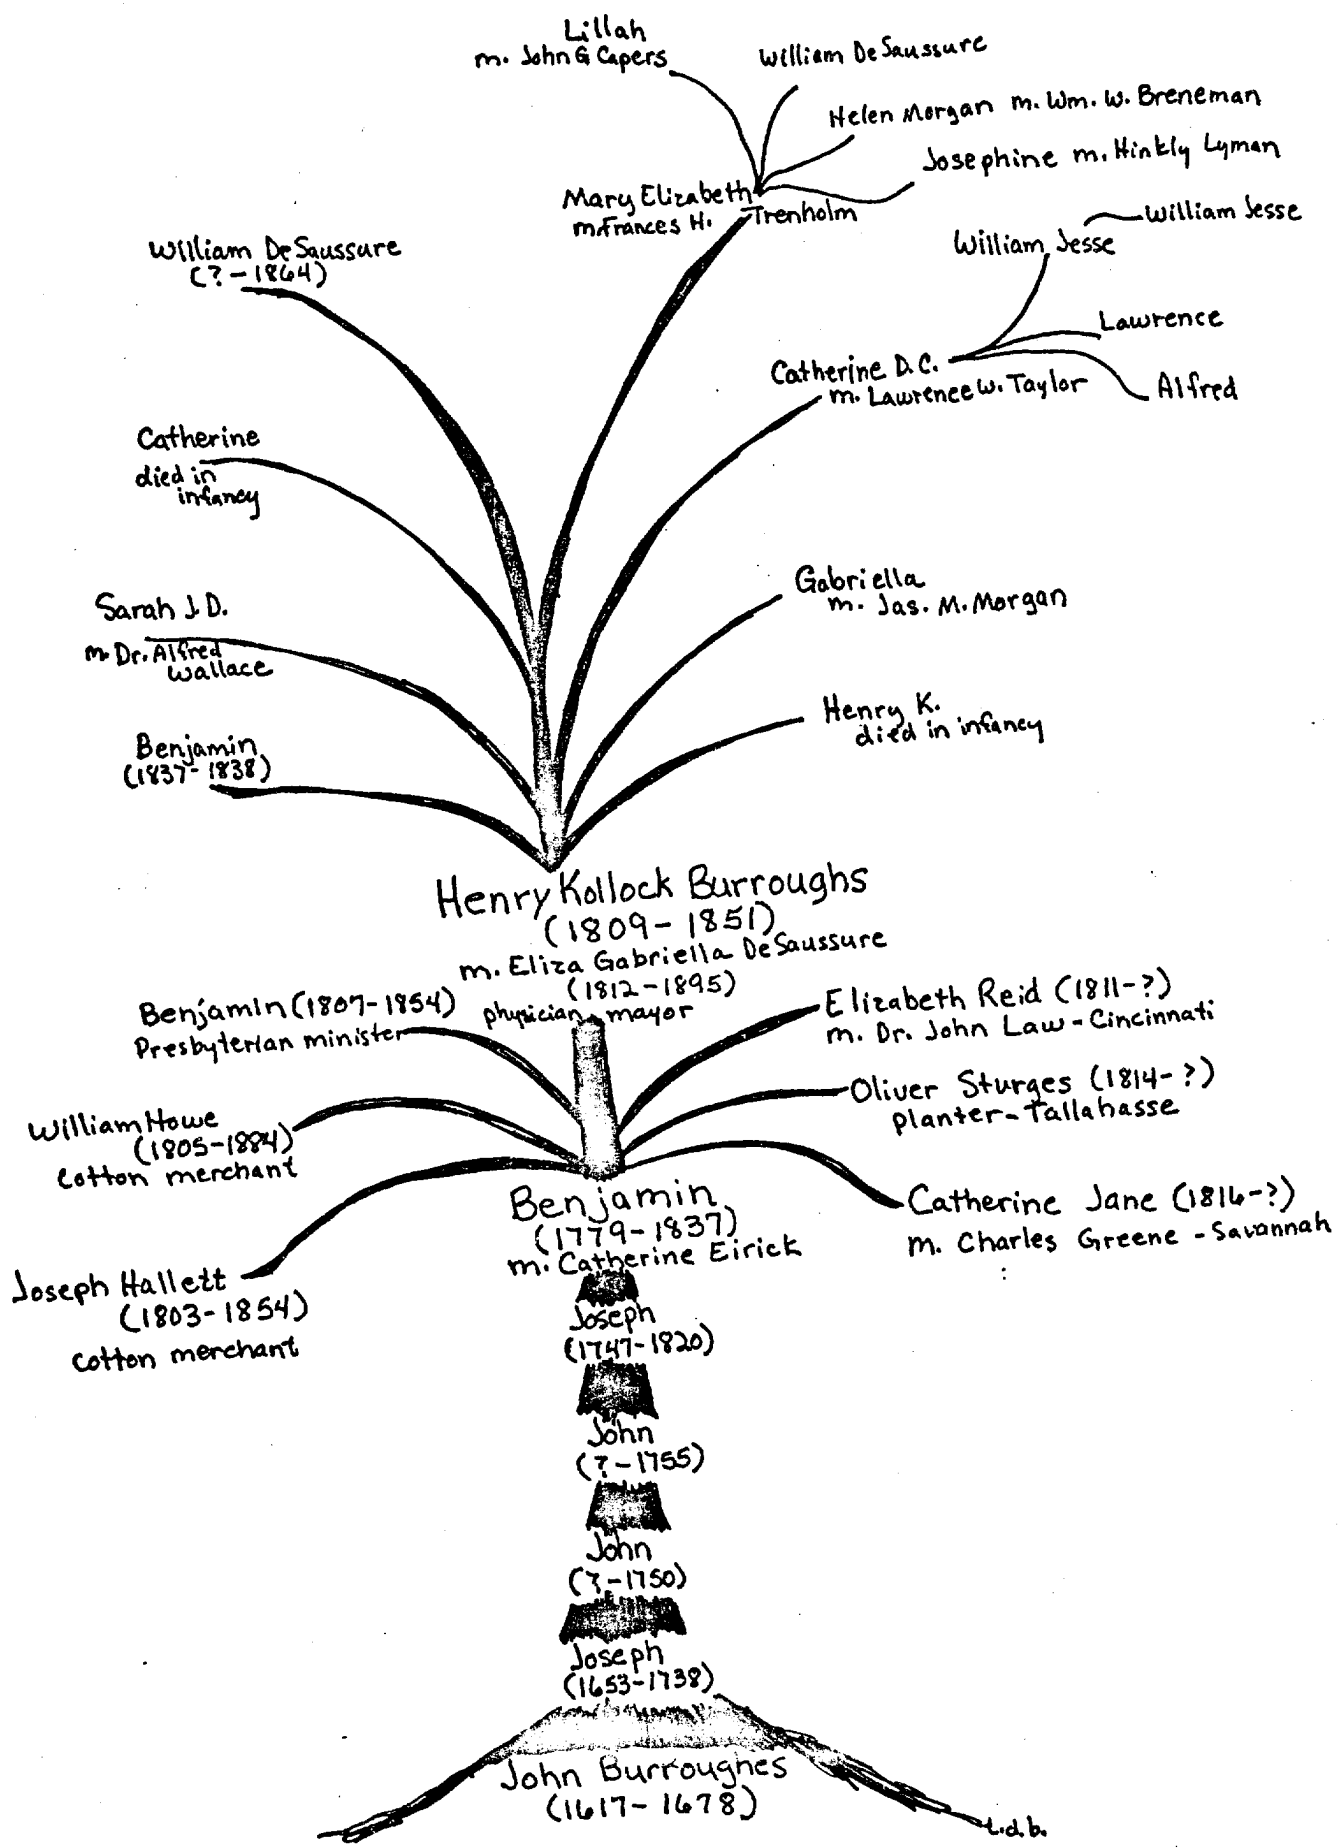 Lillah
m. John G Capers
William DeSaussure
Helen Morgan m. Wm. W. Breneman
Josephine m. Hinkly Lyman
Mary Elizabeth
m. Frances H. Trenholm
William Jesse
William Jesse
William DeSaussure
(?-1864)
Lawrence
Catherine D.C.
m. Lawrence W. Taylor
Alfred
Catherine
died in
infancy
Gabriella
m. Jas. M. Morgan
Sarah J.D.
m. Dr. Alfred
Wallace
Henry K.
died in infancy
Benjamin
(1837-1838)
Henry Kollock Burroughs
(1809-1851)
m. Eliza Gabriella DeSaussure
(1812-1895)
physician-mayor
Benjamin (1807-1854)
Presbyterian minister
Elizabeth Reid (1811-?)
m. Dr. John Law-Cincinnati
Oliver Sturges (1814-?)
planter-Tallahasse
William Howe
(1805-1884)
cotton merchant
Benjamin
(1779-1837)
m. Catherine Eirick
Catherine Jane (1816-?)
m. Charles Greene - Savannah
Joseph Hallett
(1803-1854)
cotton merchant
Joseph
(1747-1820)
John
(?-1755)
John
(?-1750)
Joseph
(1653-1738)
John Burroughes
(1617-1678)
t.d.b.